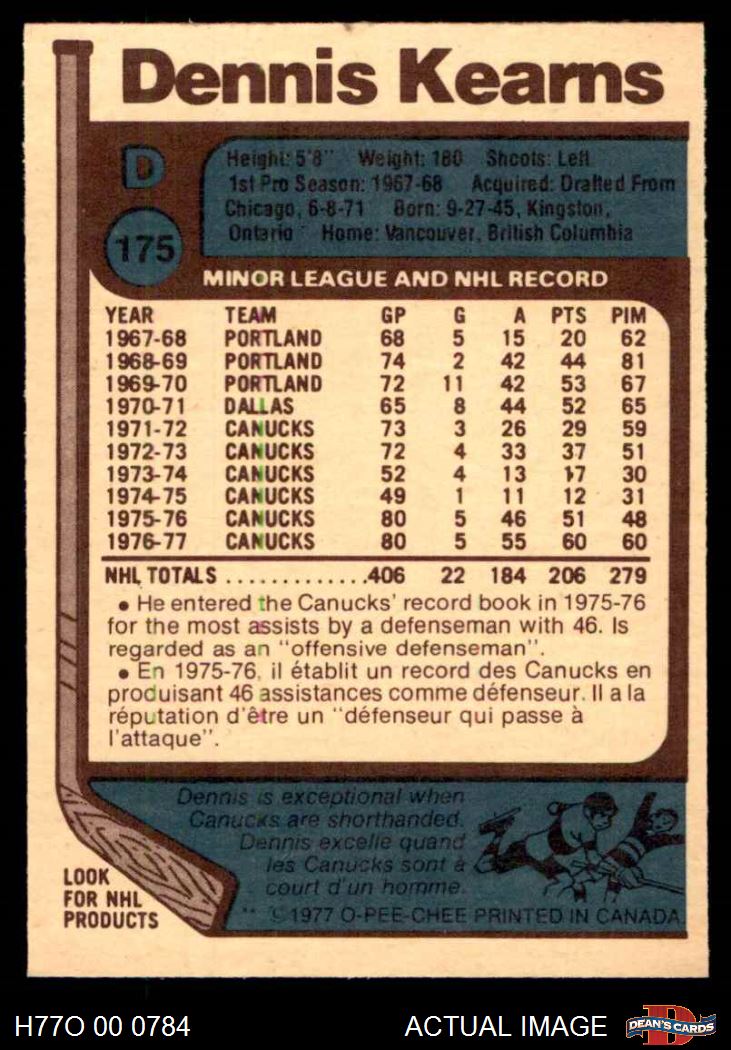 Dennis Kearns
D
Height: 5'8" Weight: 180 Shoots: Left
1st Pro Season: 1967-68 Acquired: Drafted From
Chicago, 6-8-71 Born: 9-27-45, Kingston,
Ontario Home: Vancouver, British Columbia
175
MINOR LEAGUE AND NHL RECORD
YEAR TEAM GP G A PTS PIM
1967-68 PORTLAND 68 5 15 20 62
1968-69 PORTLAND 74 2 42 44 81
1969-70 PORTLAND 72 11 42 53 67
1970-71 DALLAS 65 8 44 52 65
1971-72 CANUCKS 73 3 26 29 59
1972-73 CANUCKS 72 4 33 37 51
1973-74 CANUCKS 52 4 13 17 30
1974-75 CANUCKS 49 1 11 12 31
1975-76 CANUCKS 80 5 46 51 48
1976-77 CANUCKS 80 5 55 60 60
NHL TOTALS .............406 22 184 206 279
• He entered the Canucks' record book in 1975-76
for the most assists by a defenseman with 46. Is
regarded as an "offensive defenseman".
• En 1975-76, il établit un record des Canucks en
produisant 46 assistances comme défenseur. Il a la
réputation d'être un "défenseur qui passe à
l'attaque".
Dennis is exceptional when
Canucks are shorthanded.
Dennis excelle quand
les Canucks sont à
court d'un homme.
LOOK
FOR NHL
PRODUCTS
** ©1977 O-PEE-CHEE PRINTED IN CANADA
H77O 00 0784
ACTUAL IMAGE
D
DEAN'S CARDS